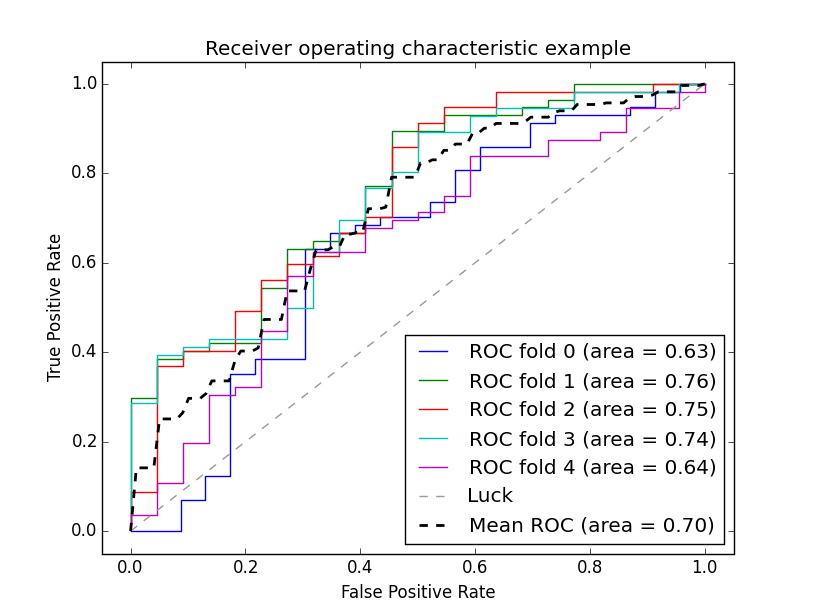 Receiver operating characteristic example
1.0
0.8
0.6
0.4
0.2
0.0
True Positive Rate
ROC fold 0 (area = 0.63)
ROC fold 1 (area = 0.76)
ROC fold 2 (area = 0.75)
ROC fold 3 (area = 0.74)
ROC fold 4 (area = 0.64)
Luck
Mean ROC (area = 0.70)
0.0 0.2 0.4 0.6 0.8 1.0
False Positive Rate